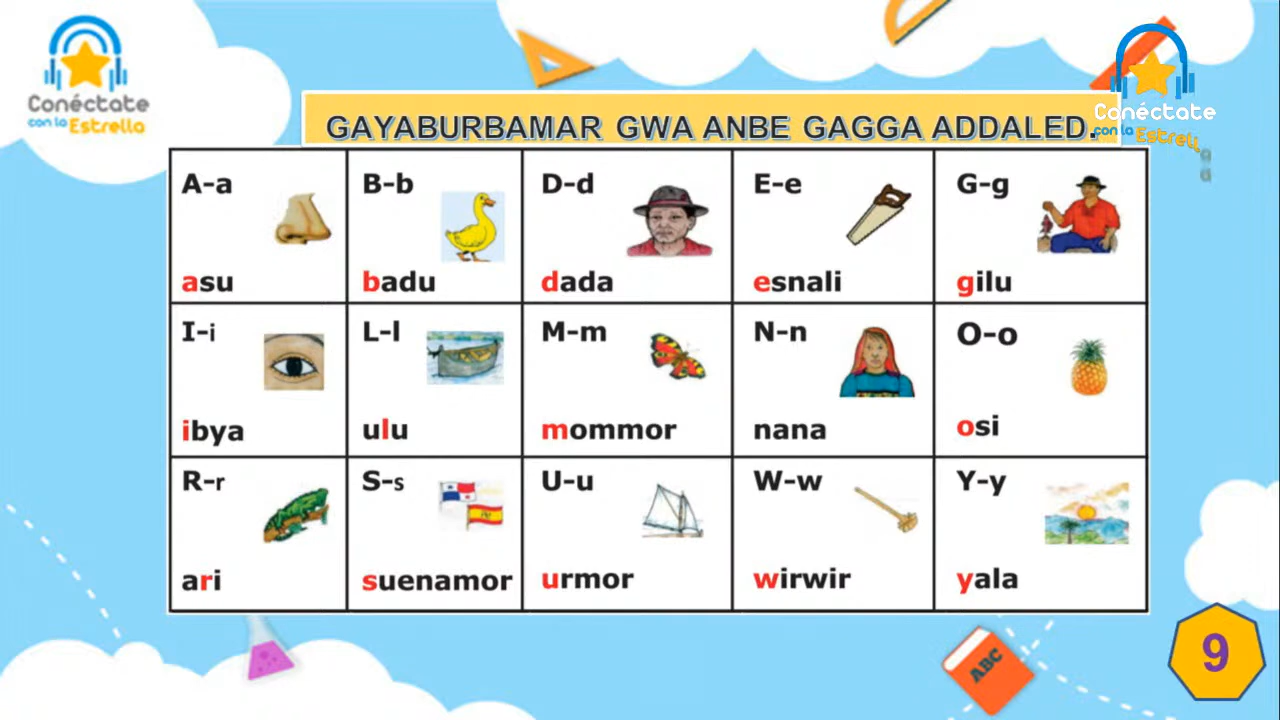 Conéctate
con la Estrella
Conéctate
con la Estrella
GAYABURBAMAR GWA ANBE GAGGA ADDALED.
A-a
B-b
D-d
E-e
G-g
asu
badu
dada
esnali
gilu
I-i
L-l
M-m
N-n
O-o
ibya
ulu
mommor
nana
osi
R-r
S-s
U-u
W-w
Y-y
ari
suenamor
urmor
wirwir
yala
ABC
9